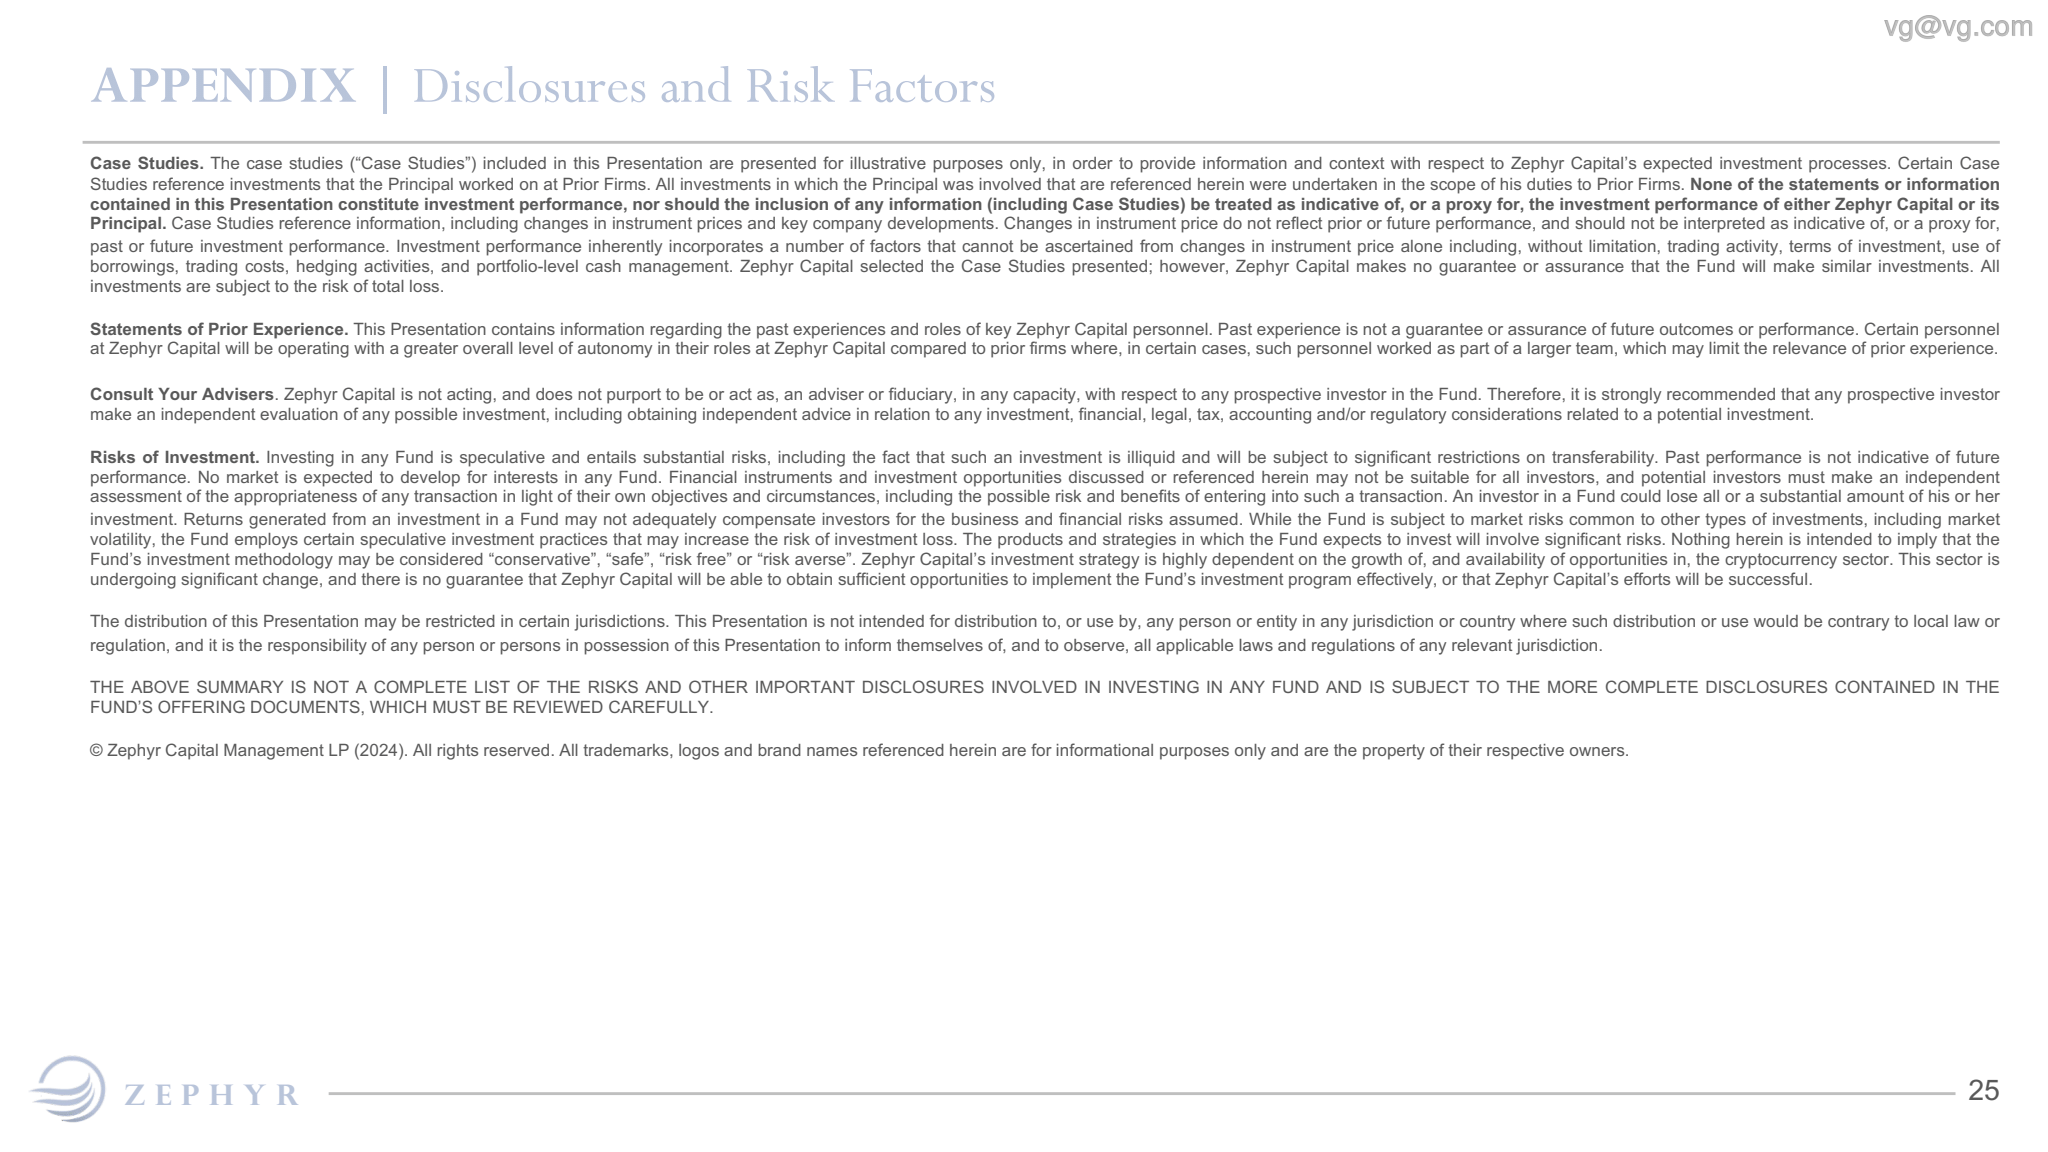 vg@vg.com
APPENDIX | Disclosures and Risk Factors
Case Studies. The case studies (“Case Studies”) included in this Presentation are presented for illustrative purposes only, in order to provide information and context with respect to Zephyr Capital’s expected investment processes. Certain Case
Studies reference investments that the Principal worked on at Prior Firms. All investments in which the Principal was involved that are referenced herein were undertaken in the scope of his duties to Prior Firms. None of the statements or information
contained in this Presentation constitute investment performance, nor should the inclusion of any information (including Case Studies) be treated as indicative of, or a proxy for, the investment performance of either Zephyr Capital or its
Principal. Case Studies reference information, including changes in instrument prices and key company developments. Changes in instrument price do not reflect prior or future performance, and should not be interpreted as indicative of, or a proxy for,
past or future investment performance. Investment performance inherently incorporates a number of factors that cannot be ascertained from changes in instrument price alone including, without limitation, trading activity, terms of investment, use of
borrowings, trading costs, hedging activities, and portfolio-level cash management. Zephyr Capital selected the Case Studies presented; however, Zephyr Capital makes no guarantee or assurance that the Fund will make similar investments. All
investments are subject to the risk of total loss.
Statements of Prior Experience. This Presentation contains information regarding the past experiences and roles of key Zephyr Capital personnel. Past experience is not a guarantee or assurance of future outcomes or performance. Certain personnel
at Zephyr Capital will be operating with a greater overall level of autonomy in their roles at Zephyr Capital compared to prior firms where, in certain cases, such personnel worked as part of a larger team, which may limit the relevance of prior experience.
Consult Your Advisers. Zephyr Capital is not acting, and does not purport to be or act as, an adviser or fiduciary, in any capacity, with respect to any prospective investor in the Fund. Therefore, it is strongly recommended that any prospective investor
make an independent evaluation of any possible investment, including obtaining independent advice in relation to any investment, financial, legal, tax, accounting and/or regulatory considerations related to a potential investment.
Risks of Investment. Investing in any Fund is speculative and entails substantial risks, including the fact that such an investment is illiquid and will be subject to significant restrictions on transferability. Past performance is not indicative of future
performance. No market is expected to develop for interests in any Fund. Financial instruments and investment opportunities discussed or referenced herein may not be suitable for all investors, and potential investors must make an independent
assessment of the appropriateness of any transaction in light of their own objectives and circumstances, including the possible risk and benefits of entering into such a transaction. An investor in a Fund could lose all or a substantial amount of his or her
investment. Returns generated from an investment in a Fund may not adequately compensate investors for the business and financial risks assumed. While the Fund is subject to market risks common to other types of investments, including market
volatility, the Fund employs certain speculative investment practices that may increase the risk of investment loss. The products and strategies in which the Fund expects to invest will involve significant risks. Nothing herein is intended to imply that the
Fund’s investment methodology may be considered “conservative”, “safe”, “risk free” or “risk averse”. Zephyr Capital’s investment strategy is highly dependent on the growth of, and availability of opportunities in, the cryptocurrency sector. This sector is
undergoing significant change, and there is no guarantee that Zephyr Capital will be able to obtain sufficient opportunities to implement the Fund’s investment program effectively, or that Zephyr Capital’s efforts will be successful.
The distribution of this Presentation may be restricted in certain jurisdictions. This Presentation is not intended for distribution to, or use by, any person or entity in any jurisdiction or country where such distribution or use would be contrary to local law or
regulation, and it is the responsibility of any person or persons in possession of this Presentation to inform themselves of, and to observe, all applicable laws and regulations of any relevant jurisdiction.
THE ABOVE SUMMARY IS NOT A COMPLETE LIST OF THE RISKS AND OTHER IMPORTANT DISCLOSURES INVOLVED IN INVESTING IN ANY FUND AND IS SUBJECT TO THE MORE COMPLETE DISCLOSURES CONTAINED IN THE
FUND’S OFFERING DOCUMENTS, WHICH MUST BE REVIEWED CAREFULLY.
© Zephyr Capital Management LP (2024). All rights reserved. All trademarks, logos and brand names referenced herein are for informational purposes only and are the property of their respective owners.
ZEPHYR
25